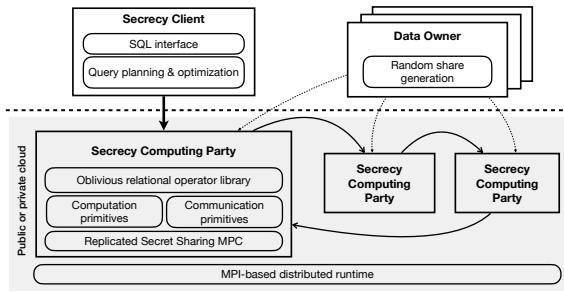 Secrecy Client
SQL interface
Query planning & optimization
Data Owner
Random share
generation
Public or private cloud
Secrecy Computing Party
Oblivious relational operator library
Computation
primitives
Communication
primitives
Replicated Secret Sharing MPC
Secrecy
Computing
Party
Secrecy
Computing
Party
MPI-based distributed runtime